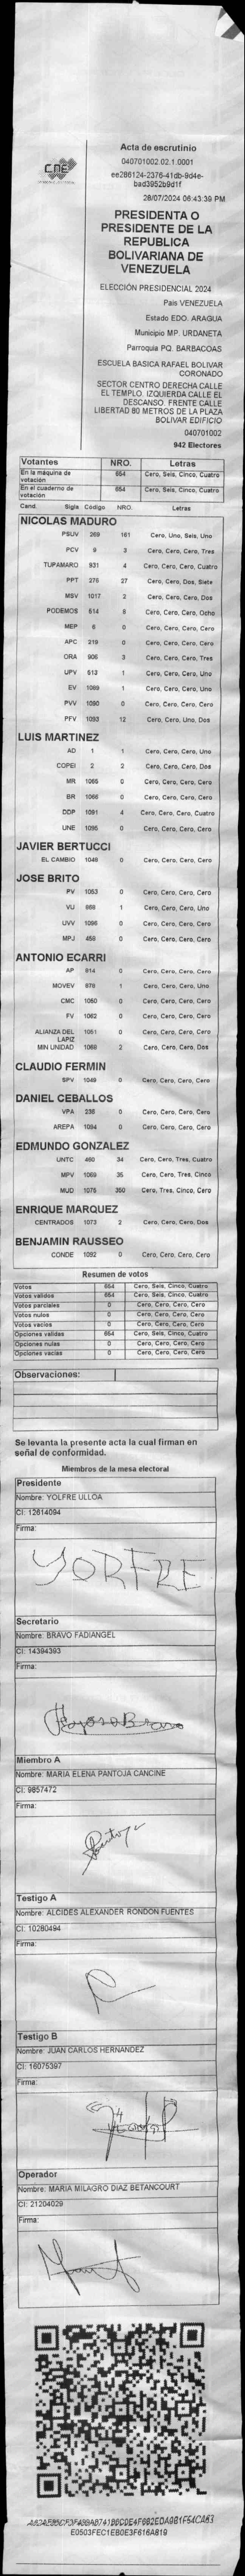 CNE
Acta de escrutinio
040701002.02.1.0001
ee286124-2376-41db-9d4e-
bad3952b9d1f
28/07/2024 06:43:39 PM
PRESIDENTA O
PRESIDENTE DE LA
REPUBLICA
BOLIVARIANA DE
VENEZUELA
ELECCIÓN PRESIDENCIAL 2024
Pais VENEZUELA
Estado EDO. ARAGUA
Municipio MP. URDANETA
Parroquia PQ. BARBACOAS
ESCUELA BASICA RAFAEL BOLIVAR
CORONADO
SECTOR CENTRO DERECHA CALLE
EL TEMPLO. IZQUIERDA CALLE EL
DESCANSO. FRENTE CALLE
LIBERTAD 80 METROS DE LA PLAZA
BOLIVAR EDIFICIO
040701002
942 Electores
Votantes NRO. Letras
En la máquina de votación 654 Cero, Seis, Cinco, Cuatro
En el cuaderno de votación 654 Cero, Seis, Cinco, Cuatro
Cand. Sigla Código NRO. Letras
NICOLAS MADURO
PSUV 269 161 Cero, Uno, Seis, Uno
PCV 9 3 Cero, Cero, Cero, Tres
TUPAMARO 931 4 Cero, Cero, Cero, Cuatro
PPT 275 27 Cero, Cero, Dos, Siete
MSV 1017 2 Cero, Cero, Cero, Dos
PODEMOS 514 8 Cero, Cero, Cero, Ocho
MEP 6 0 Cero, Cero, Cero, Cero
APC 219 0 Cero, Cero, Cero, Cero
ORA 906 3 Cero, Cero, Cero, Tres
UPV 613 1 Cero, Cero, Cero, Uno
EV 1089 1 Cero, Cero, Cero, Uno
PVV 1090 0 Cero, Cero, Cero, Cero
PFV 1093 12 Cero, Cero, Uno, Dos
LUIS MARTINEZ
AD 1 1 Cero, Cero, Cero, Uno
COPEI 2 2 Cero, Cero, Cero, Dos
MR 1065 0 Cero, Cero, Cero, Cero
BR 1066 0 Cero, Cero, Cero, Cero
DDP 1091 4 Cero, Cero, Cero, Cuatro
UNE 1095 0 Cero, Cero, Cero, Cero
JAVIER BERTUCCI
EL CAMBIO 1048 0 Cero, Cero, Cero, Cero
JOSE BRITO
PV 1053 0 Cero, Cero, Cero, Cero
VU 968 1 Cero, Cero, Cero, Uno
UVV 1096 0 Cero, Cero, Cero, Cero
MPJ 458 0 Cero, Cero, Cero, Cero
ANTONIO ECARRI
AP 914 0 Cero, Cero, Cero, Cero
MOVEV 979 1 Cero, Cero, Cero, Uno
CMC 1050 0 Cero, Cero, Cero, Cero
FV 1062 0 Cero, Cero, Cero, Cero
ALIANZA DEL LAPIZ 1051 0 Cero, Cero, Cero, Cero
MIN UNIDAD 1068 2 Cero, Cero, Cero, Dos
CLAUDIO FERMIN
SPV 1049 0 Cero, Cero, Cero, Cero
DANIEL CEBALLOS
VPA 236 0 Cero, Cero, Cero, Cero
AREPA 1094 0 Cero, Cero, Cero, Cero
EDMUNDO GONZALEZ
UNTC 460 34 Cero, Cero, Tres, Cuatro
MPV 1069 35 Cero, Cero, Tres, Cinco
MUD 1075 350 Cero, Tres, Cinco, Cero
ENRIQUE MARQUEZ
CENTRADOS 1073 2 Cero, Cero, Cero, Dos
BENJAMIN RAUSSEO
CONDE 1092 0 Cero, Cero, Cero, Cero
Resumen de votos
Votos 654 Cero, Seis, Cinco, Cuatro
Votos validos 654 Cero, Seis, Cinco, Cuatro
Votos parciales 0 Cero, Cero, Cero, Cero
Votos nulos 0 Cero, Cero, Cero, Cero
Votos vacios 0 Cero, Cero, Cero, Cero
Opciones validas 654 Cero, Seis, Cinco, Cuatro
Opciones nulas 0 Cero, Cero, Cero, Cero
Opciones vacias 0 Cero, Cero, Cero, Cero
Observaciones:
Se levanta la presente acta la cual firman en
señal de conformidad.
Miembros de la mesa electoral
Presidente
Nombre: YOLFRE ULLOA
CI: 12614094
Firma:
YORFRE
Secretario
Nombre: BRAVO FADIANGEL
CI: 14394393
Firma:
Miembro A
Nombre: MARIA ELENA PANTOJA CANCINE
CI: 9857472
Firma:
Testigo A
Nombre: ALCIDES ALEXANDER RONDON FUENTES
CI: 10280494
Firma:
Testigo B
Nombre: JUAN CARLOS HERNANDEZ
CI: 16075397
Firma:
Operador
Nombre: MARIA MILAGRO DIAZ BETANCOURT
CI: 21204029
Firma:
E0503FEC1EB0E3F616A819